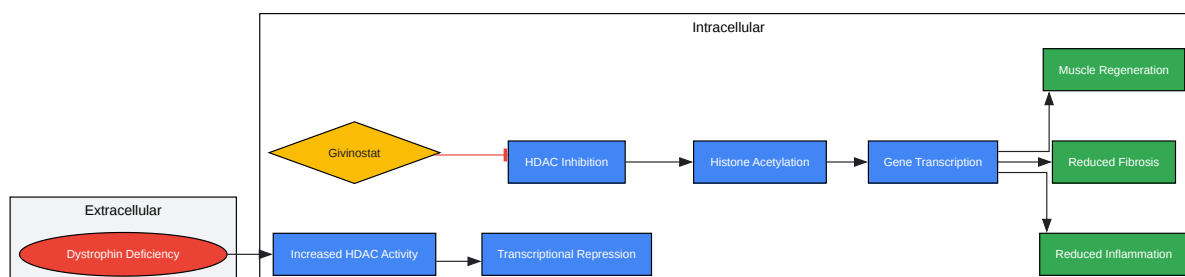 Intracellular
Muscle Regeneration
Givinostat
HDAC Inhibition
Histone Acetylation
Gene Transcription
Reduced Fibrosis
Extracellular
Dystrophin Deficiency
Increased HDAC Activity
Transcriptional Repression
Reduced Inflammation